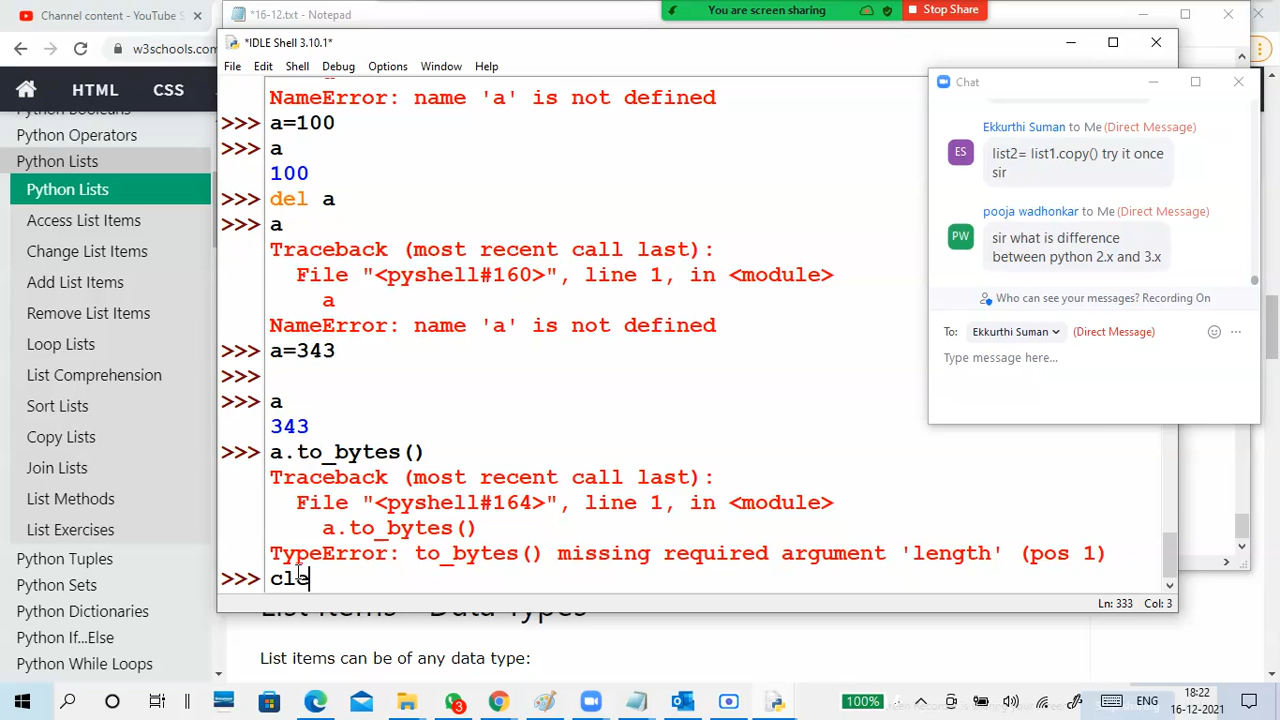 Channel content - YouTube S
*16-12.txt - Notepad
You are screen sharing
Stop Share
w3schools.com
*IDLE Shell 3.10.1*
File Edit Shell Debug Options Window Help
HTML CSS
Python Operators
Python Lists
Python Lists
Access List Items
Change List Items
Add List Items
Remove List Items
Loop Lists
List Comprehension
Sort Lists
Copy Lists
Join Lists
List Methods
List Exercises
Python Tuples
Python Sets
Python Dictionaries
Python If...Else
Python While Loops
NameError: name 'a' is not defined
>>> a=100
>>> a
100
>>> del a
>>> a
Traceback (most recent call last):
File "<pyshell#160>", line 1, in <module>
a
NameError: name 'a' is not defined
>>> a=343
>>>
>>> a
343
>>> a.to_bytes()
Traceback (most recent call last):
File "<pyshell#164>", line 1, in <module>
a.to_bytes()
TypeError: to_bytes() missing required argument 'length' (pos 1)
>>> cle
Ln: 333 Col: 3
Chat
Ekkurthi Suman to Me (Direct Message)
ES
list2= list1.copy() try it once
sir
pooja wadhonkar to Me (Direct Message)
PW
sir what is difference
between python 2.x and 3.x
Who can see your messages? Recording On
To: Ekkurthi Suman (Direct Message)
Type message here...
List Items - Data Types
List items can be of any data type:
3
100%
ENG
18:22
16-12-2021